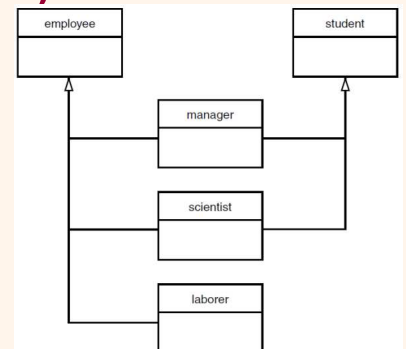 employee
student
manager
scientist
laborer